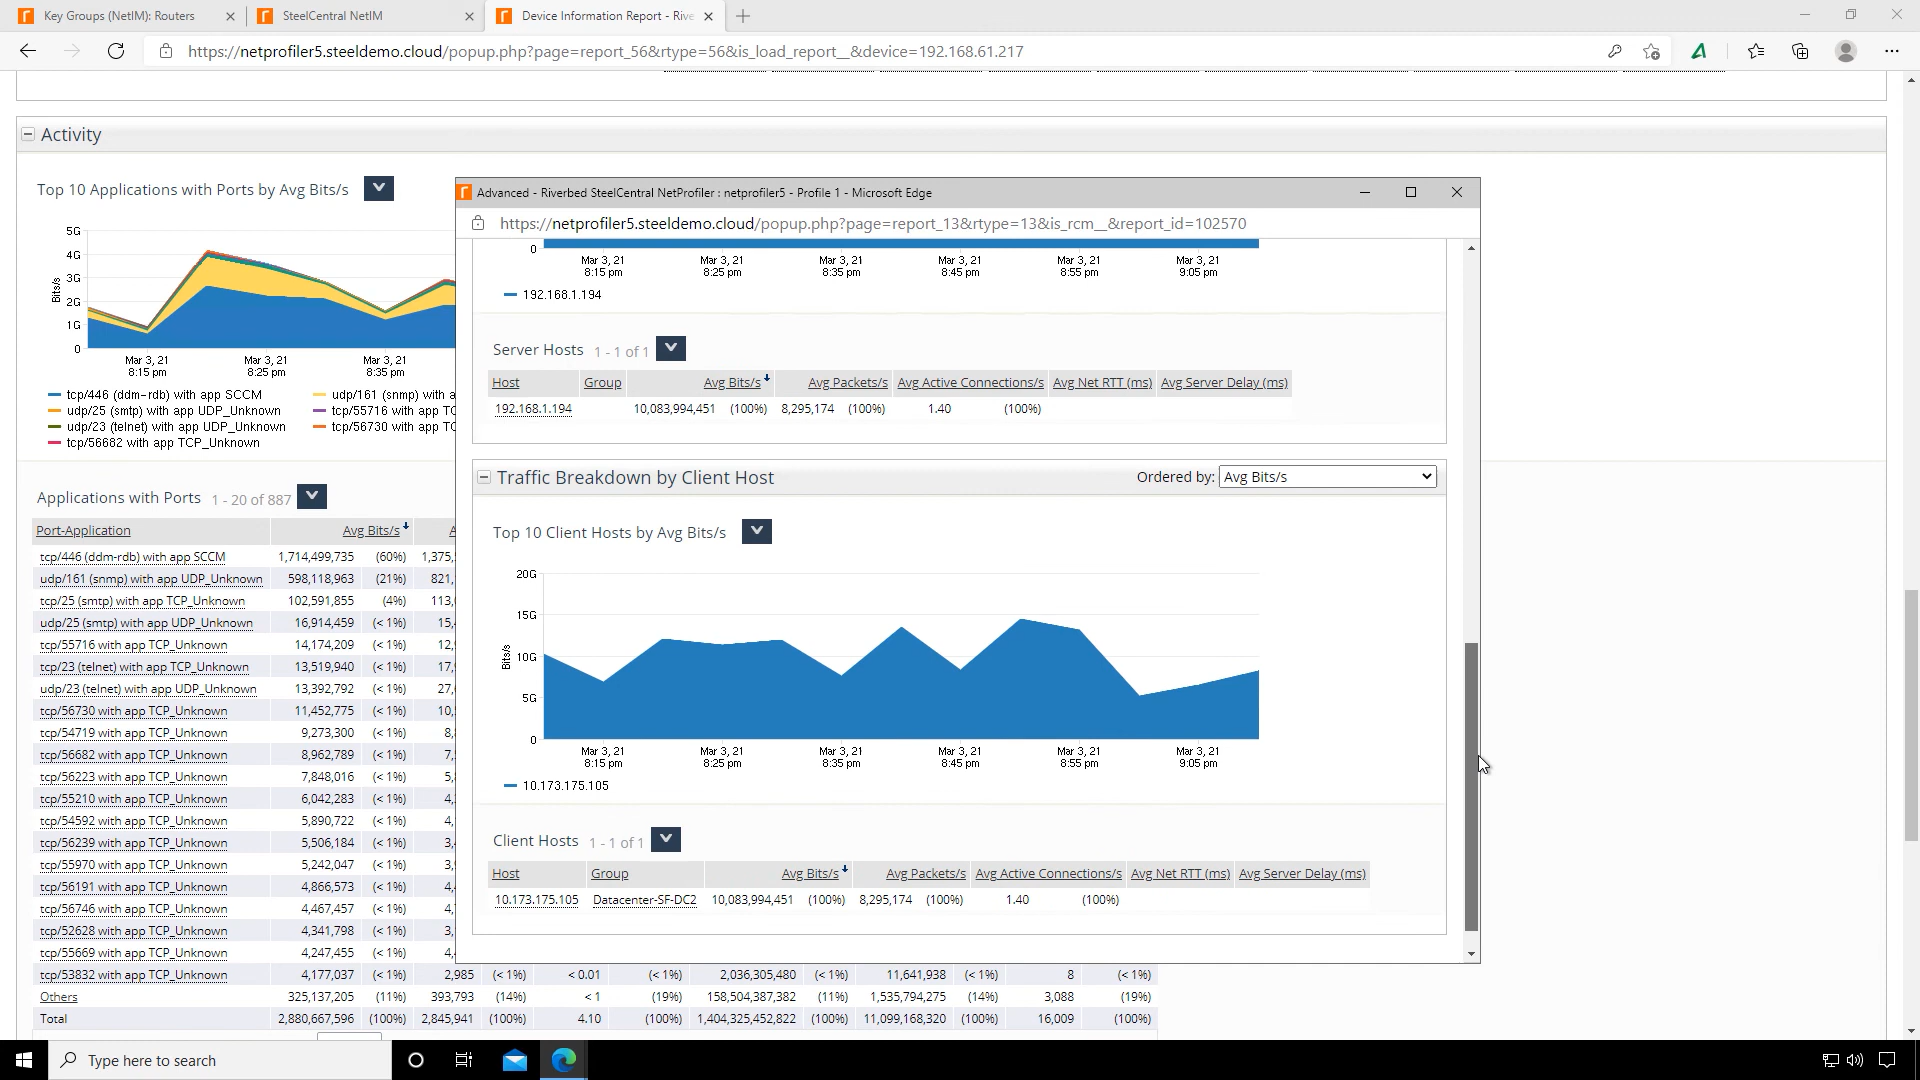 Key Groups (NetIM): Routers
SteelCentral NetIM
Device Information Report - Rive
https://netprofiler5.steeldemo.cloud/popup.php?page=report_56&rtype=56&is_load_report__&device=192.168.61.217
Activity
Top 10 Applications with Ports by Avg Bits/s
5G
4G
3G
2G
1G
0
Bits/s
Mar 3, 21 Mar 3, 21 Mar 3, 21
8:15 pm 8:25 pm 8:35 pm
tcp/446 (ddm-rdb) with app SCCM udp/161 (snmp) with a
udp/25 (smtp) with app UDP_Unknown tcp/55716 with app TC
udp/23 (telnet) with app UDP_Unknown tcp/56730 with app TC
tcp/56682 with app TCP_Unknown
Applications with Ports 1 - 20 of 887
Port-Application Avg Bits/s A
tcp/446 (ddm-rdb) with app SCCM 1,714,499,735 (60%) 1,375,
udp/161 (snmp) with app UDP_Unknown 598,118,963 (21%) 821,
tcp/25 (smtp) with app TCP_Unknown 102,591,855 (4%) 113,
udp/25 (smtp) with app UDP_Unknown 16,914,459 (< 1%) 15,
tcp/55716 with app TCP_Unknown 14,174,209 (< 1%) 12,
tcp/23 (telnet) with app TCP_Unknown 13,519,940 (< 1%) 17,
udp/23 (telnet) with app UDP_Unknown 13,392,792 (< 1%) 27,
tcp/56730 with app TCP_Unknown 11,452,775 (< 1%) 10,
tcp/54719 with app TCP_Unknown 9,273,300 (< 1%) 8,
tcp/56682 with app TCP_Unknown 8,962,789 (< 1%) 7,
tcp/56223 with app TCP_Unknown 7,848,016 (< 1%) 5,
tcp/55210 with app TCP_Unknown 6,042,283 (< 1%) 4,
tcp/54592 with app TCP_Unknown 5,890,722 (< 1%) 4,
tcp/56239 with app TCP_Unknown 5,506,184 (< 1%) 3,
tcp/55970 with app TCP_Unknown 5,242,047 (< 1%) 3,
tcp/56191 with app TCP_Unknown 4,866,573 (< 1%) 4,
tcp/56746 with app TCP_Unknown 4,467,457 (< 1%) 4,
tcp/52628 with app TCP_Unknown 4,341,798 (< 1%) 3,
tcp/55669 with app TCP_Unknown 4,247,455 (< 1%) 4,
tcp/53832 with app TCP_Unknown 4,177,037 (< 1%) 2,985 (< 1%) < 0.01 (< 1%) 2,036,305,480 (< 1%) 11,641,938 (< 1%) 8 (< 1%)
Others 325,137,205 (11%) 393,793 (14%) < 1 (19%) 158,504,387,382 (11%) 1,535,794,275 (14%) 3,088 (19%)
Total 2,880,667,596 (100%) 2,845,941 (100%) 4.10 (100%) 1,404,325,452,822 (100%) 11,099,168,320 (100%) 16,009 (100%)
Advanced - Riverbed SteelCentral NetProfiler : netprofiler5 - Profile 1 - Microsoft Edge
https://netprofiler5.steeldemo.cloud/popup.php?page=report_13&rtype=13&is_rcm__&report_id=102570
0
Mar 3, 21 Mar 3, 21 Mar 3, 21 Mar 3, 21 Mar 3, 21 Mar 3, 21
8:15 pm 8:25 pm 8:35 pm 8:45 pm 8:55 pm 9:05 pm
192.168.1.194
Server Hosts 1 - 1 of 1
Host Group Avg Bits/s Avg Packets/s Avg Active Connections/s Avg Net RTT (ms) Avg Server Delay (ms)
192.168.1.194 10,083,994,451 (100%) 8,295,174 (100%) 1.40 (100%)
Traffic Breakdown by Client Host Ordered by: Avg Bits/s
Top 10 Client Hosts by Avg Bits/s
20G
15G
10G
5G
0
Bits/s
Mar 3, 21 Mar 3, 21 Mar 3, 21 Mar 3, 21 Mar 3, 21 Mar 3, 21
8:15 pm 8:25 pm 8:35 pm 8:45 pm 8:55 pm 9:05 pm
10.173.175.105
Client Hosts 1 - 1 of 1
Host Group Avg Bits/s Avg Packets/s Avg Active Connections/s Avg Net RTT (ms) Avg Server Delay (ms)
10.173.175.105 Datacenter-SF-DC2 10,083,994,451 (100%) 8,295,174 (100%) 1.40 (100%)
Type here to search